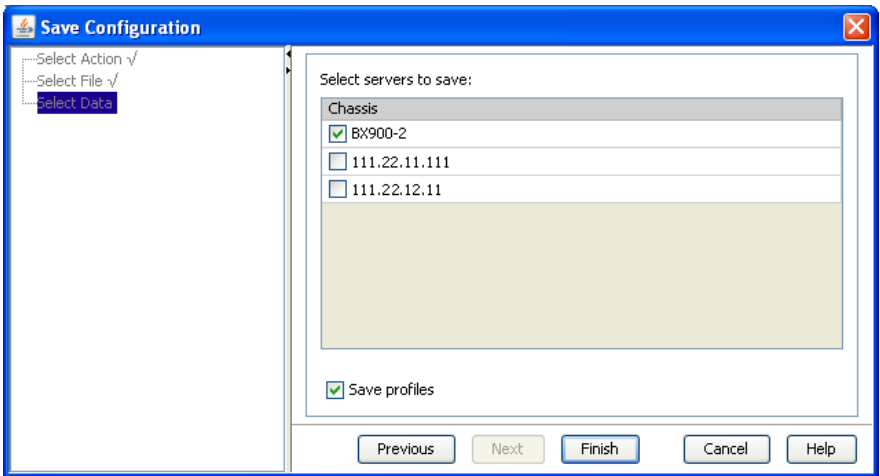 Save Configuration
Select Action √
Select File √
Select Data
Select servers to save:
Chassis
BX900-2
111.22.11.111
111.22.12.11
Save profiles
Previous Next Finish Cancel Help